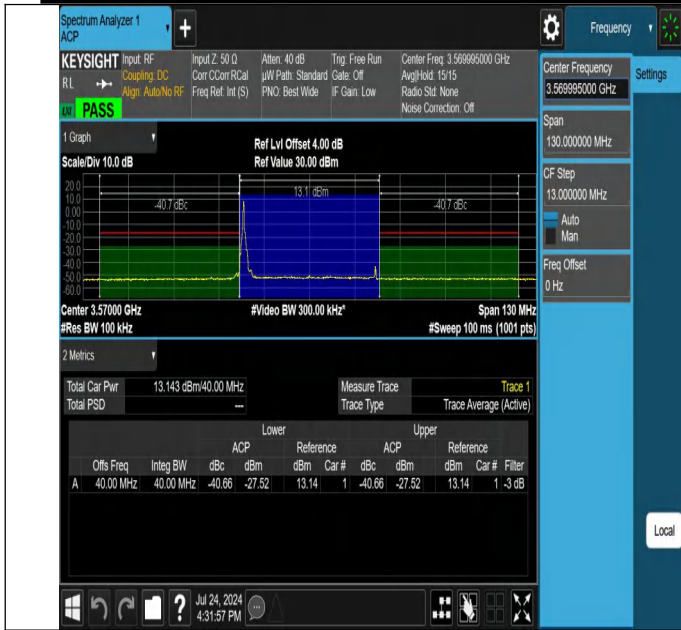 Spectrum Analyzer 1
ACP
+
Frequency
KEYSIGHT Input: RF Input Z: 50 Ω Atten: 40 dB Trig: Free Run Center Freq: 3.569995000 GHz
RL Coupling: DC Corr CCorr RCal µW Path: Standard Gate: Off Avg|Hold: 15/15
Align: Auto/No RF Freq Ref: Int (S) PNO: Best Wide IF Gain: Low Radio Std: None
LXI PASS Noise Correction: Off
Center Frequency
3.569995000 GHz
Settings
Span
130.000000 MHz
CF Step
13.000000 MHz
Auto
Man
Freq Offset
0 Hz
1 Graph
Ref Lvl Offset 4.00 dB
Scale/Div 10.0 dB Ref Value 30.00 dBm
20.0
10.0
0.00
-10.0
-20.0
-30.0
-40.0
-50.0
-60.0
-40.7 dBc 13.1 dBm -40.7 dBc
Center 3.57000 GHz #Video BW 300.00 kHz* Span 130 MHz
#Res BW 100 kHz #Sweep 100 ms (1001 pts)
2 Metrics
Total Car Pwr 13.143 dBm/40.00 MHz Measure Trace Trace 1
Total PSD --- Trace Type Trace Average (Active)
Lower Upper
ACP Reference ACP Reference
Offs Freq Integ BW dBc dBm dBm Car # dBc dBm dBm Car # Filter
A 40.00 MHz 40.00 MHz -40.66 -27.52 13.14 1 -40.66 -27.52 13.14 1 -3 dB
Local
? Jul 24, 2024
4:31:57 PM